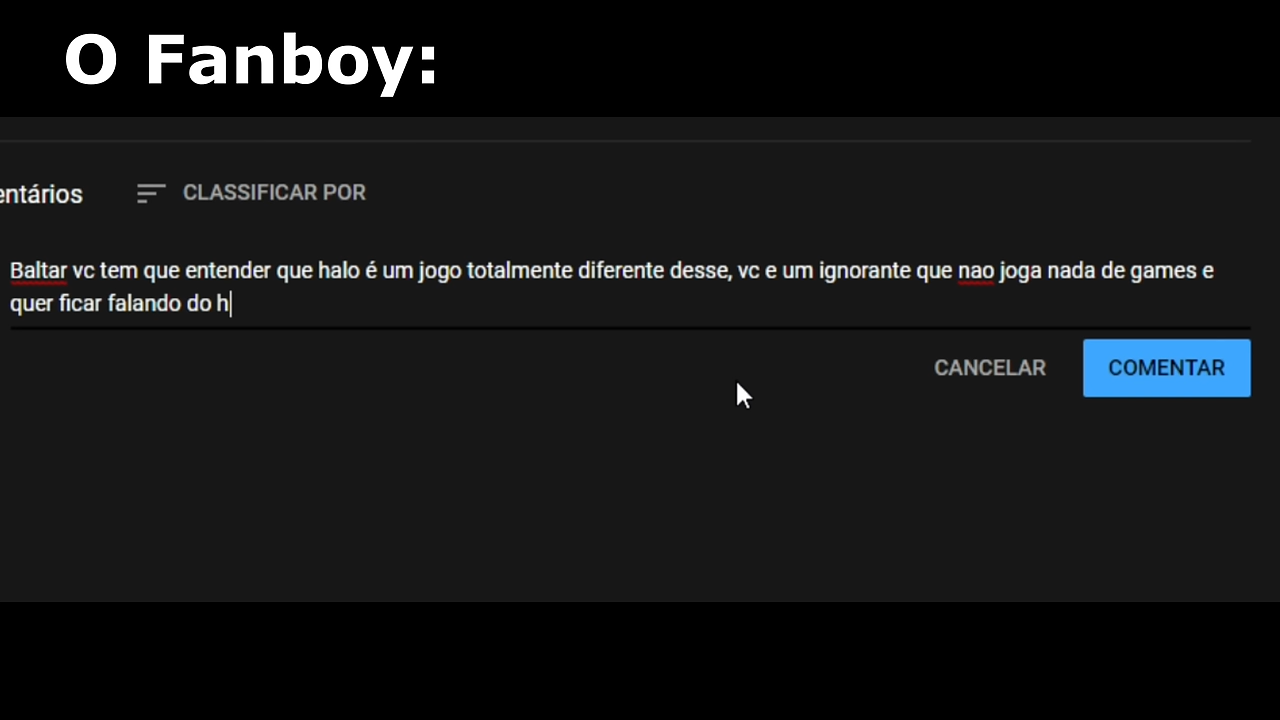 O Fanboy:
entários
CLASSIFICAR POR
Baltar vc tem que entender que halo é um jogo totalmente diferente desse, vc e um ignorante que nao joga nada de games e
quer ficar falando do h
CANCELAR
COMENTAR